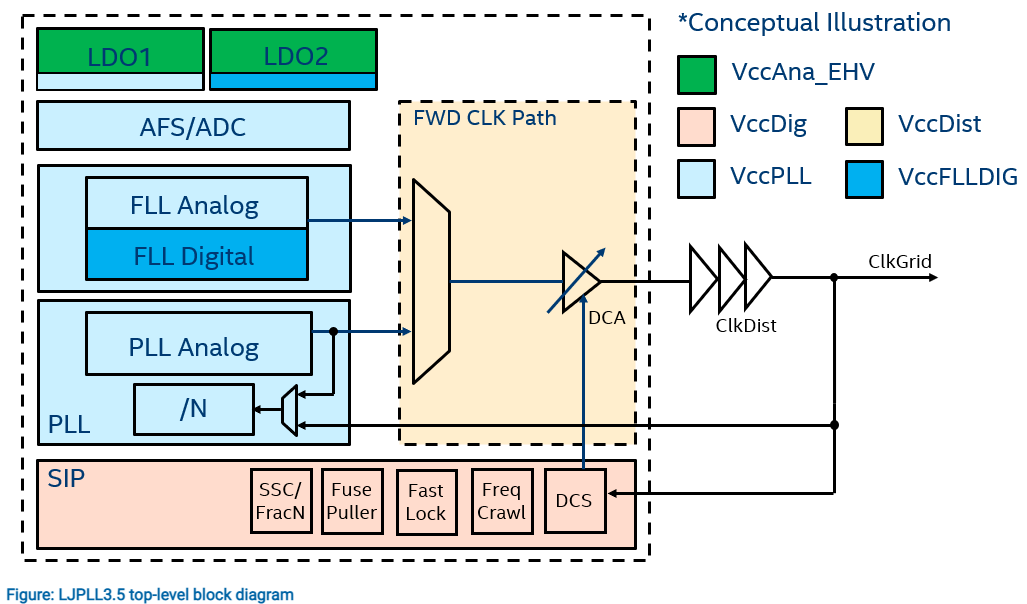 *Conceptual Illustration
LDO1
LDO2
VccAna_EHV
AFS/ADC
FWD CLK Path
VccDig
VccDist
VccPLL
VccFLLDIG
FLL Analog
FLL Digital
ClkGrid
DCA
ClkDist
PLL Analog
/N
PLL
SIP
SSC/
FracN
Fuse
Puller
Fast
Lock
Freq
Crawl
DCS
Figure: LJPLL3.5 top-level block diagram